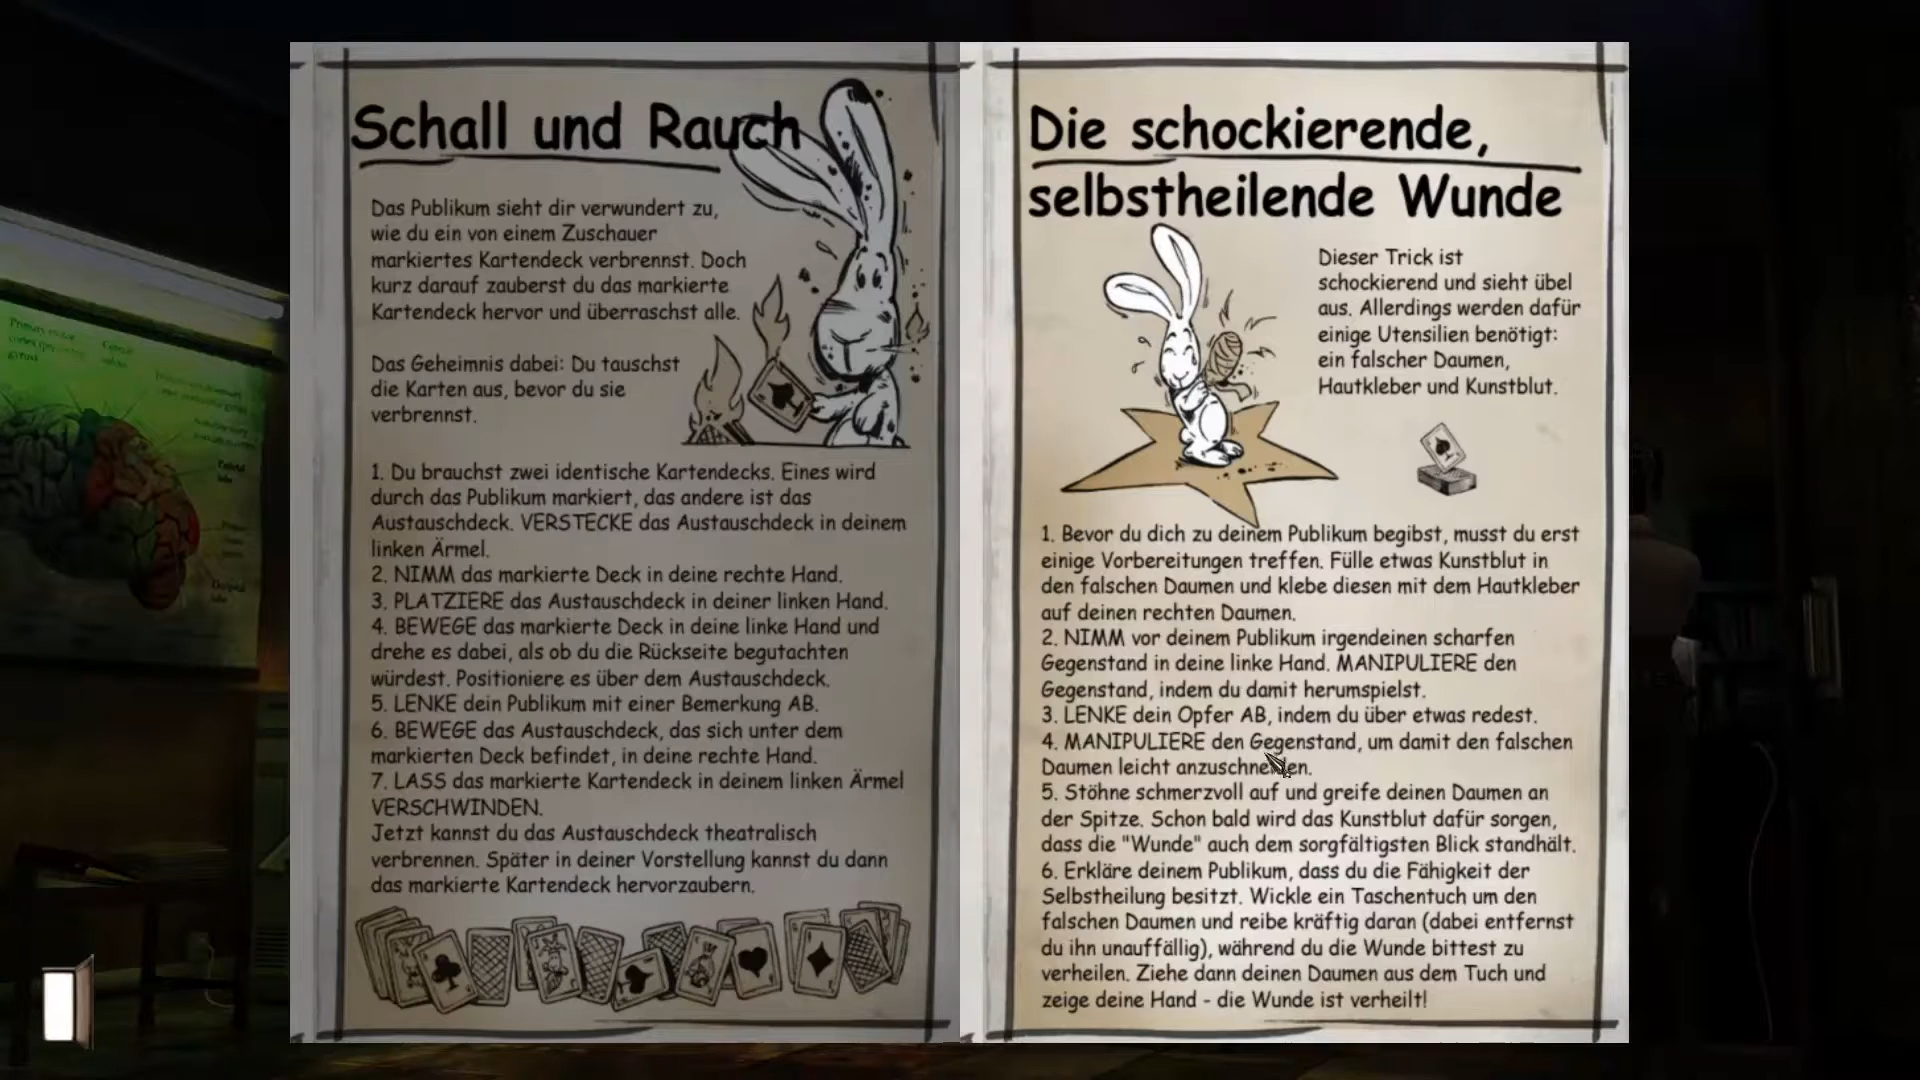 Schall und Rauch
Das Publikum sieht dir verwundert zu,
wie du ein von einem Zuschauer
markiertes Kartendeck verbrennst. Doch
kurz darauf zauberst du das markierte
Kartendeck hervor und überraschst alle.
Das Geheimnis dabei: Du tauschst
die Karten aus, bevor du sie
verbrennst.
1. Du brauchst zwei identische Kartendecks. Eines wird
durch das Publikum markiert, das andere ist das
Austauschdeck. VERSTECKE das Austauschdeck in deinem
linken Ärmel.
2. NIMM das markierte Deck in deine rechte Hand.
3. PLATZIERE das Austauschdeck in deiner linken Hand.
4. BEWEGE das markierte Deck in deine linke Hand und
drehe es dabei, als ob du die Rückseite begutachten
würdest. Positioniere es über dem Austauschdeck.
5. LENKE dein Publikum mit einer Bemerkung AB.
6. BEWEGE das Austauschdeck, das sich unter dem
markierten Deck befindet, in deine rechte Hand.
7. LASS das markierte Kartendeck in deinem linken Ärmel
VERSCHWINDEN.
Jetzt kannst du das Austauschdeck theatralisch
verbrennen. Später in deiner Vorstellung kannst du dann
das markierte Kartendeck hervorzaubern.
Die schockierende,
selbstheilende Wunde
Dieser Trick ist
schockierend und sieht übel
aus. Allerdings werden dafür
einige Utensilien benötigt:
ein falscher Daumen,
Hautkleber und Kunstblut.
1. Bevor du dich zu deinem Publikum begibst, musst du erst
einige Vorbereitungen treffen. Fülle etwas Kunstblut in
den falschen Daumen und klebe diesen mit dem Hautkleber
auf deinen rechten Daumen.
2. NIMM vor deinem Publikum irgendeinen scharfen
Gegenstand in deine linke Hand. MANIPULIERE den
Gegenstand, indem du damit herumspielst.
3. LENKE dein Opfer AB, indem du über etwas redest.
4. MANIPULIERE den Gegenstand, um damit den falschen
Daumen leicht anzuschneiden.
5. Stöhne schmerzvoll auf und greife deinen Daumen an
der Spitze. Schon bald wird das Kunstblut dafür sorgen,
dass die "Wunde" auch dem sorgfältigsten Blick standhält.
6. Erkläre deinem Publikum, dass du die Fähigkeit der
Selbstheilung besitzt. Wickle ein Taschentuch um den
falschen Daumen und reibe kräftig daran (dabei entfernst
du ihn unauffällig), während du die Wunde bittest zu
verheilen. Ziehe dann deinen Daumen aus dem Tuch und
zeige deine Hand - die Wunde ist verheilt!